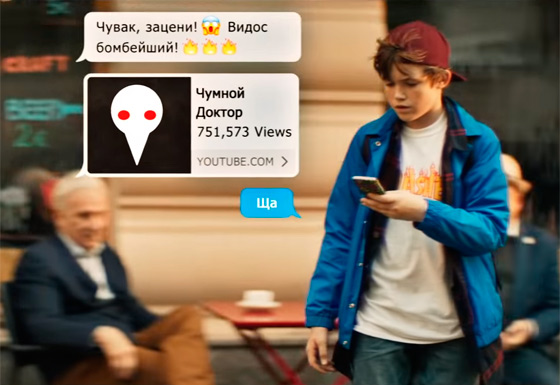 Чувак, зацени! 😱 Видос
бомбейший! 🔥🔥🔥
Чумной
Доктор
751,573 Views
YOUTUBE.COM
Ща